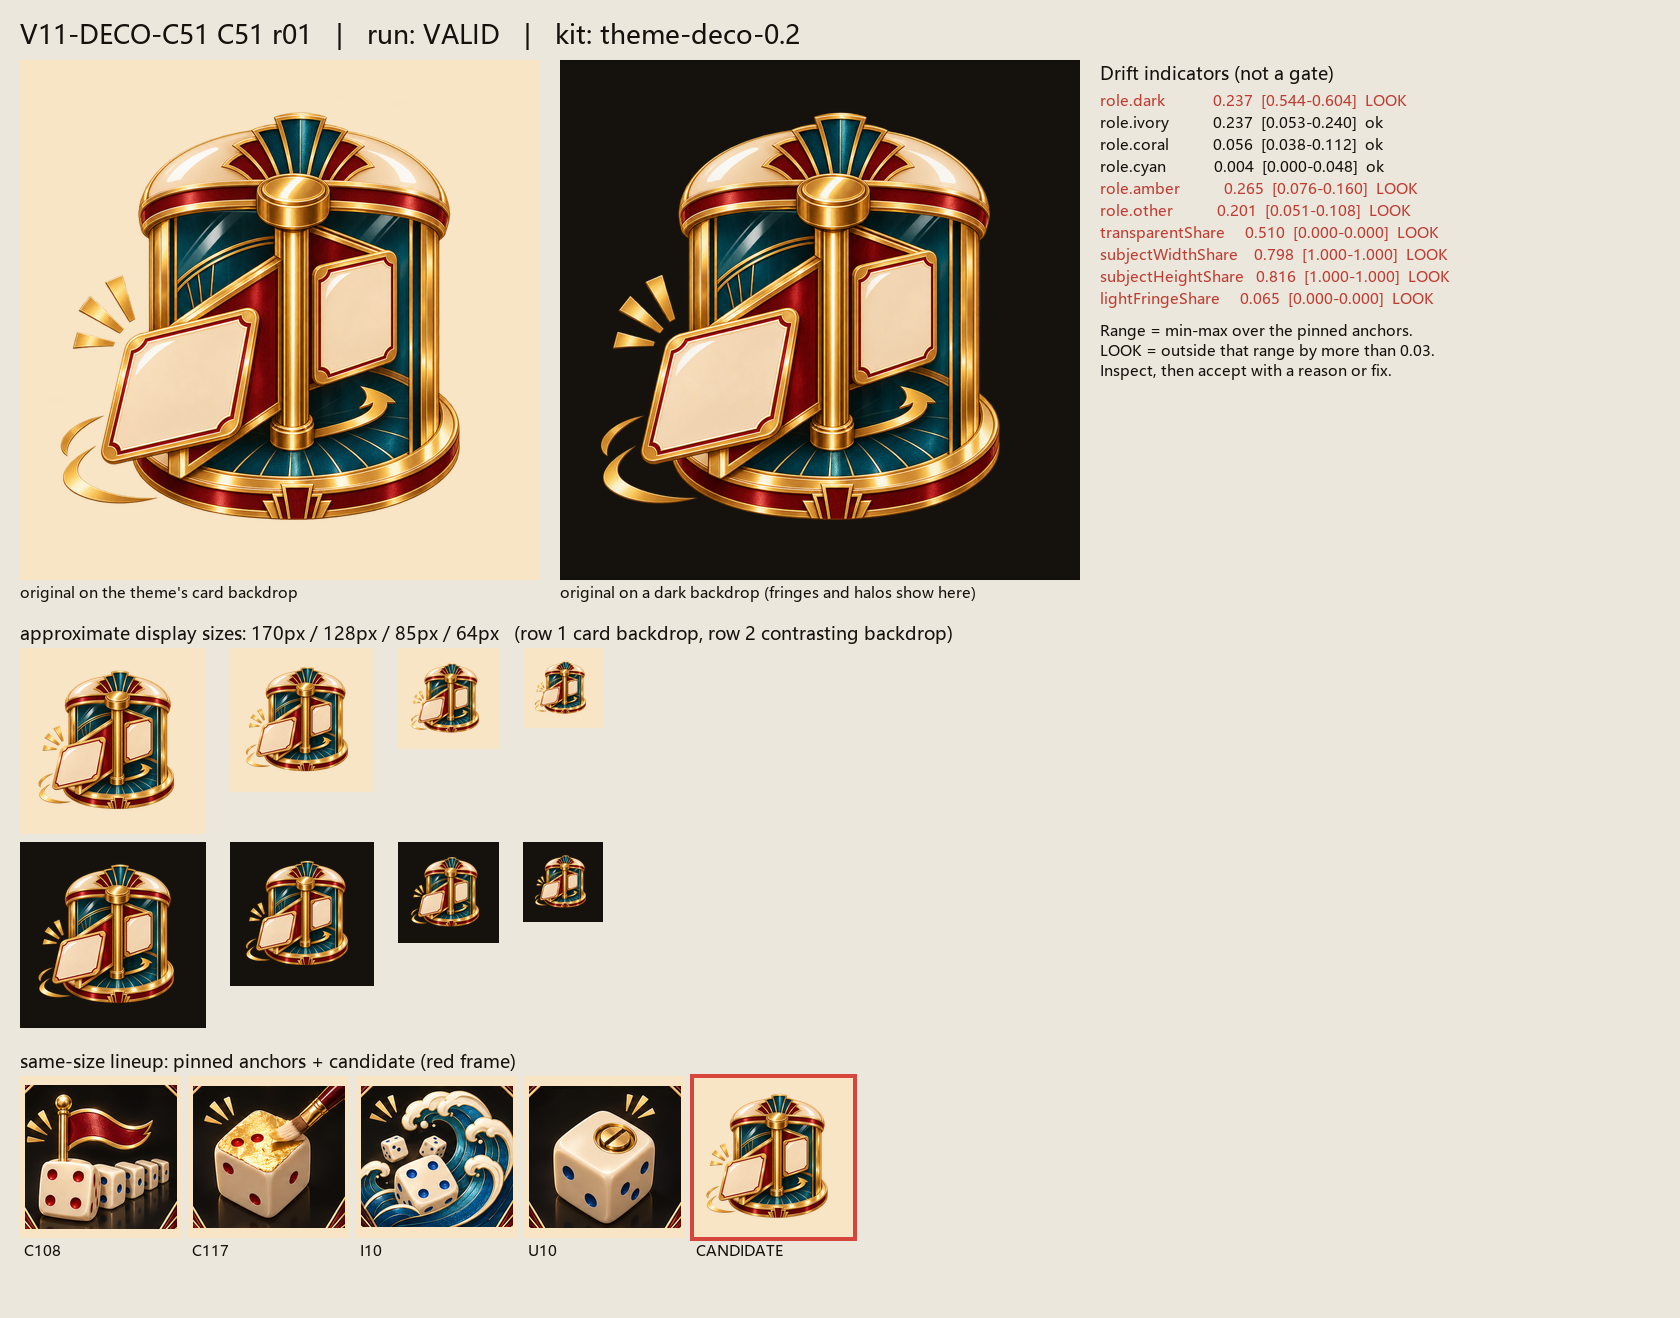 V11-DECO-C51 C51 r01 | run: VALID | kit: theme-deco-0.2
Drift indicators (not a gate)
role.dark 0.237 [0.544-0.604] LOOK
role.ivory 0.237 [0.053-0.240] ok
role.coral 0.056 [0.038-0.112] ok
role.cyan 0.004 [0.000-0.048] ok
role.amber 0.265 [0.076-0.160] LOOK
role.other 0.201 [0.051-0.108] LOOK
transparentShare 0.510 [0.000-0.000] LOOK
subjectWidthShare 0.798 [1.000-1.000] LOOK
subjectHeightShare 0.816 [1.000-1.000] LOOK
lightFringeShare 0.065 [0.000-0.000] LOOK
Range = min-max over the pinned anchors.
LOOK = outside that range by more than 0.03.
Inspect, then accept with a reason or fix.
original on the theme's card backdrop
original on a dark backdrop (fringes and halos show here)
approximate display sizes: 170px / 128px / 85px / 64px (row 1 card backdrop, row 2 contrasting backdrop)
same-size lineup: pinned anchors + candidate (red frame)
C108
C117
I10
U10
CANDIDATE